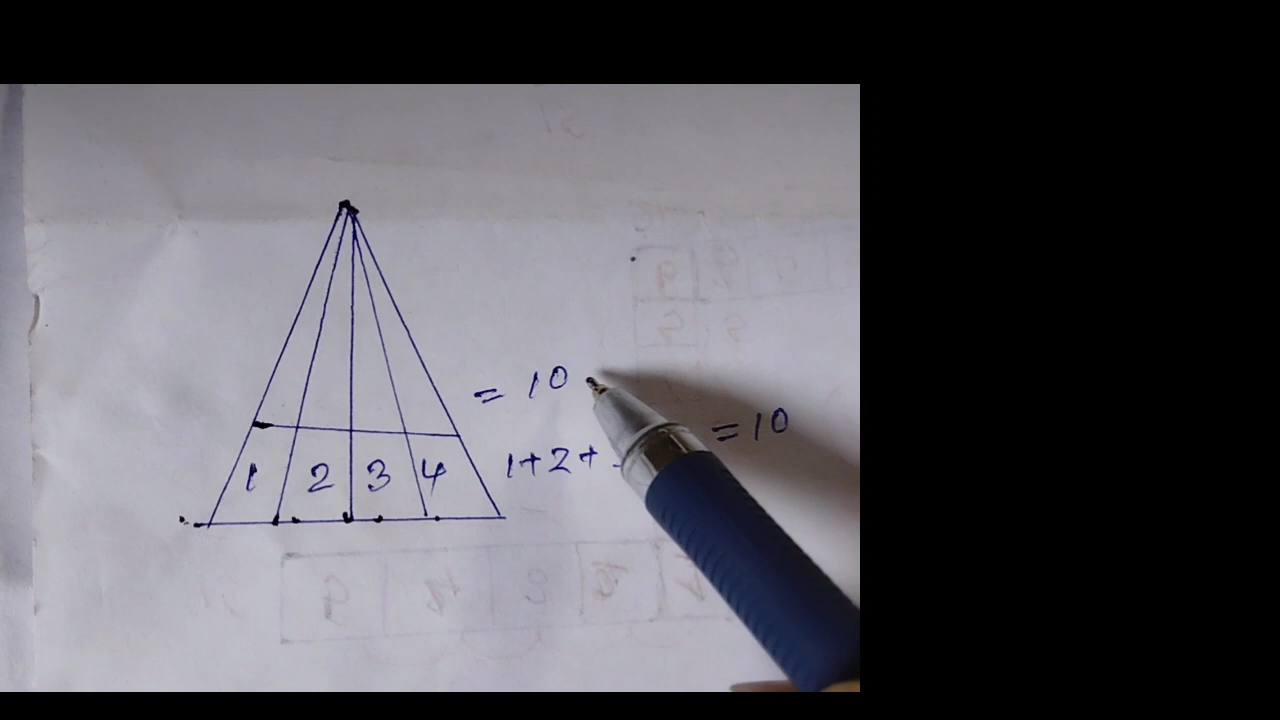 = 10
1 2 3 4
1+2+ = 10